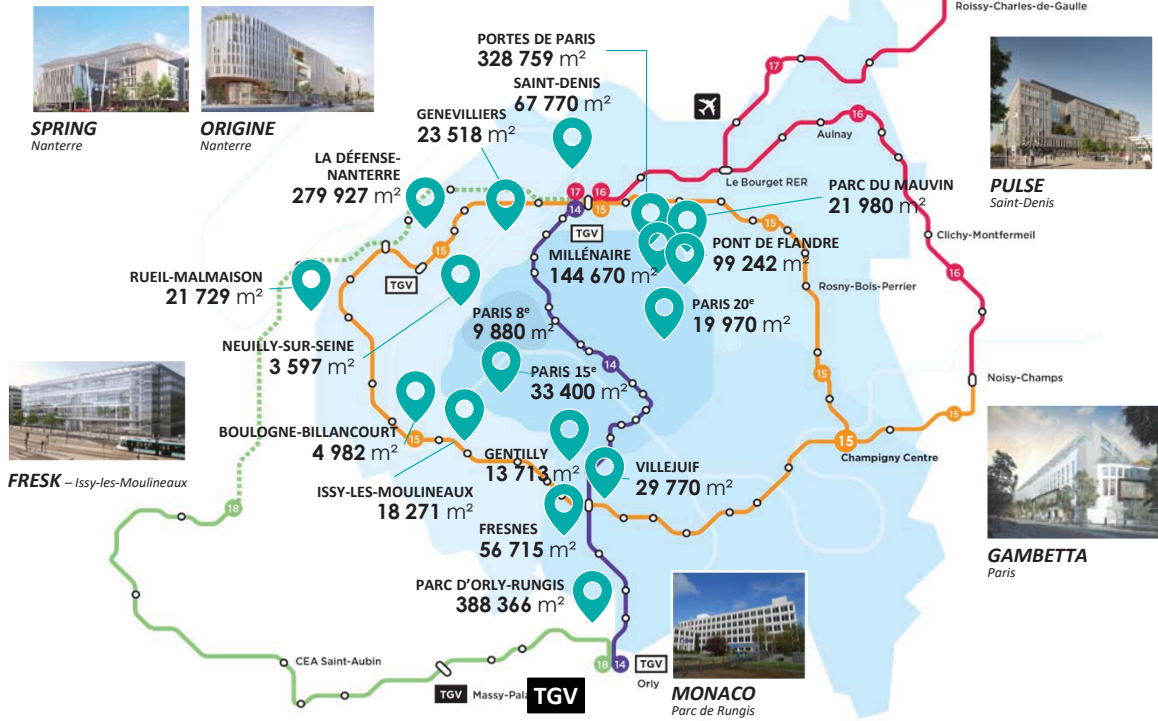 Roissy-Charles-de-Gaulle
PORTES DE PARIS
328 759 m²
17
SAINT-DENIS
67 770 m²
SPRING
Nanterre
ORIGINE
Nanterre
GENEVILLIERS
23 518 m²
16
Aulnay
LA DÉFENSE-
NANTERRE
279 927 m²
Le Bourget RER
PARC DU MAUVIN
21 980 m²
PULSE
Saint-Denis
17
16
14
15
TGV
15
15
PONT DE FLANDRE
99 242 m²
Clichy-Montfermeil
MILLÉNAIRE
144 670 m²
16
RUEIL-MALMAISON
21 729 m²
TGV
Rosny-Bois-Perrier
PARIS 8e
9 880 m²
PARIS 20e
19 970 m²
NEUILLY-SUR-SEINE
3 597 m²
14
PARIS 15e
33 400 m²
15
Noisy-Champs
15
BOULOGNE-BILLANCOURT
4 982 m²
15
15
Champigny Centre
GENTILLY
13 713 m²
VILLEJUIF
29 770 m²
FRESK – Issy-les-Moulineaux
ISSY-LES-MOULINEAUX
18 271 m²
18
FRESNES
56 715 m²
GAMBETTA
Paris
PARC D'ORLY-RUNGIS
388 366 m²
CEA Saint-Aubin
18
14
TGV
Orly
TGV
Massy-Pala
TGV
MONACO
Parc de Rungis